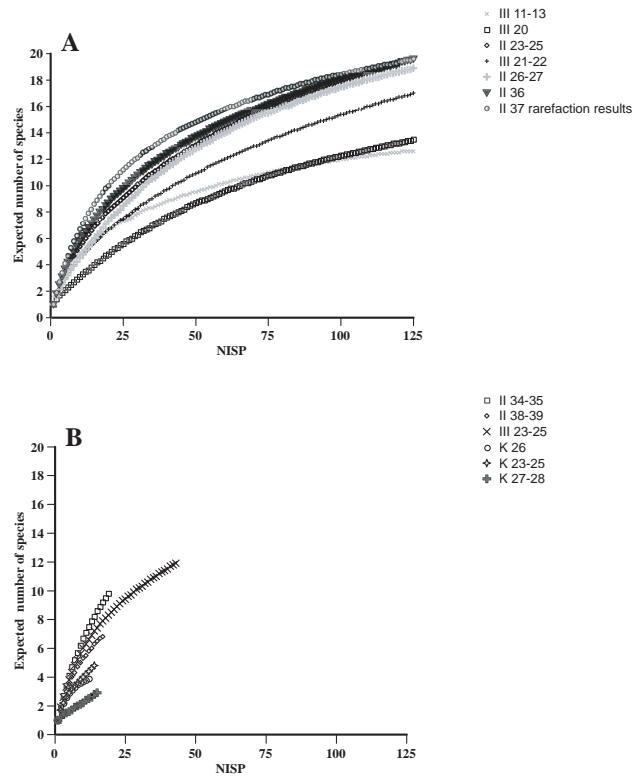 III 11-13
III 20
II 23-25
III 21-22
II 26-27
II 36
II 37 rarefaction results
A
Expected number of species
20
18
16
14
12
10
8
6
4
2
0
0 25 50 75 100 125
NISP
II 34-35
II 38-39
III 23-25
K 26
K 23-25
K 27-28
B
Expected number of species
20
18
16
14
12
10
8
6
4
2
0
0 25 50 75 100 125
NISP